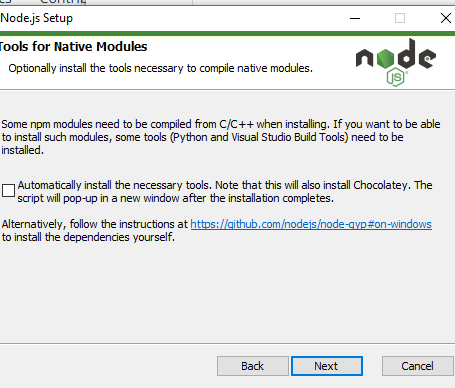 Node.js Setup
Tools for Native Modules
Optionally install the tools necessary to compile native modules.
node
JS
Some npm modules need to be compiled from C/C++ when installing. If you want to be able
to install such modules, some tools (Python and Visual Studio Build Tools) need to be
installed.
Automatically install the necessary tools. Note that this will also install Chocolatey. The
script will pop-up in a new window after the installation completes.
Alternatively, follow the instructions at https://github.com/nodejs/node-gyp#on-windows
to install the dependencies yourself.
Back Next Cancel